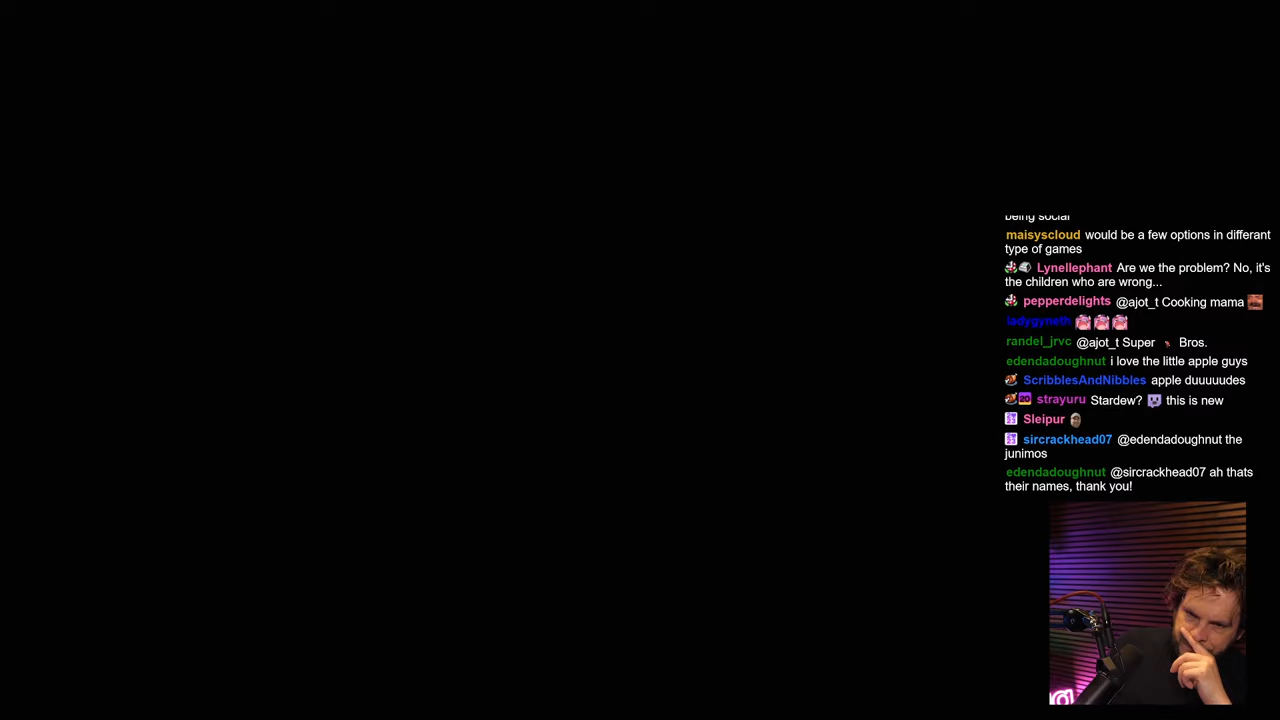 being social
maisyscloud would be a few options in differant
type of games
Lynellephant Are we the problem? No, it's
the children who are wrong...
pepperdelights @ajot_t Cooking mama
ladygyneth
randel_jrvc @ajot_t Super Bros.
edendadoughnut i love the little apple guys
ScribblesAndNibbles apple duuuuudes
strayuru Stardew? this is new
Sleipur
sircrackhead07 @edendadoughnut the
junimos
edendadoughnut @sircrackhead07 ah thats
their names, thank you!